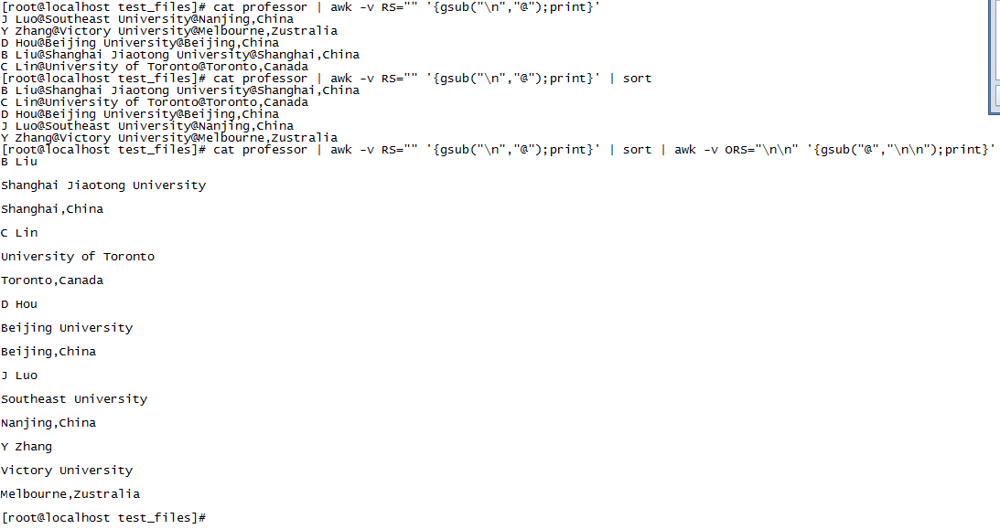 [root@localhost test_files]# cat professor | awk -v RS="" '{gsub("\n","@");print}'
J Luo@Southeast University@Nanjing,China
Y Zhang@Victory University@Melbourne,Zustralia
D Hou@Beijing University@Beijing,China
B Liu@Shanghai Jiaotong University@Shanghai,China
C Lin@University of Toronto@Toronto,Canada
[root@localhost test_files]# cat professor | awk -v RS="" '{gsub("\n","@");print}' | sort
B Liu@Shanghai Jiaotong University@Shanghai,China
C Lin@University of Toronto@Toronto,Canada
D Hou@Beijing University@Beijing,China
J Luo@Southeast University@Nanjing,China
Y Zhang@Victory University@Melbourne,Zustralia
[root@localhost test_files]# cat professor | awk -v RS="" '{gsub("\n","@");print}' | sort | awk -v ORS="\n\n" '{gsub("@","\n\n");print}'
B Liu
Shanghai Jiaotong University
Shanghai,China
C Lin
University of Toronto
Toronto,Canada
D Hou
Beijing University
Beijing,China
J Luo
Southeast University
Nanjing,China
Y Zhang
Victory University
Melbourne,Zustralia
[root@localhost test_files]#